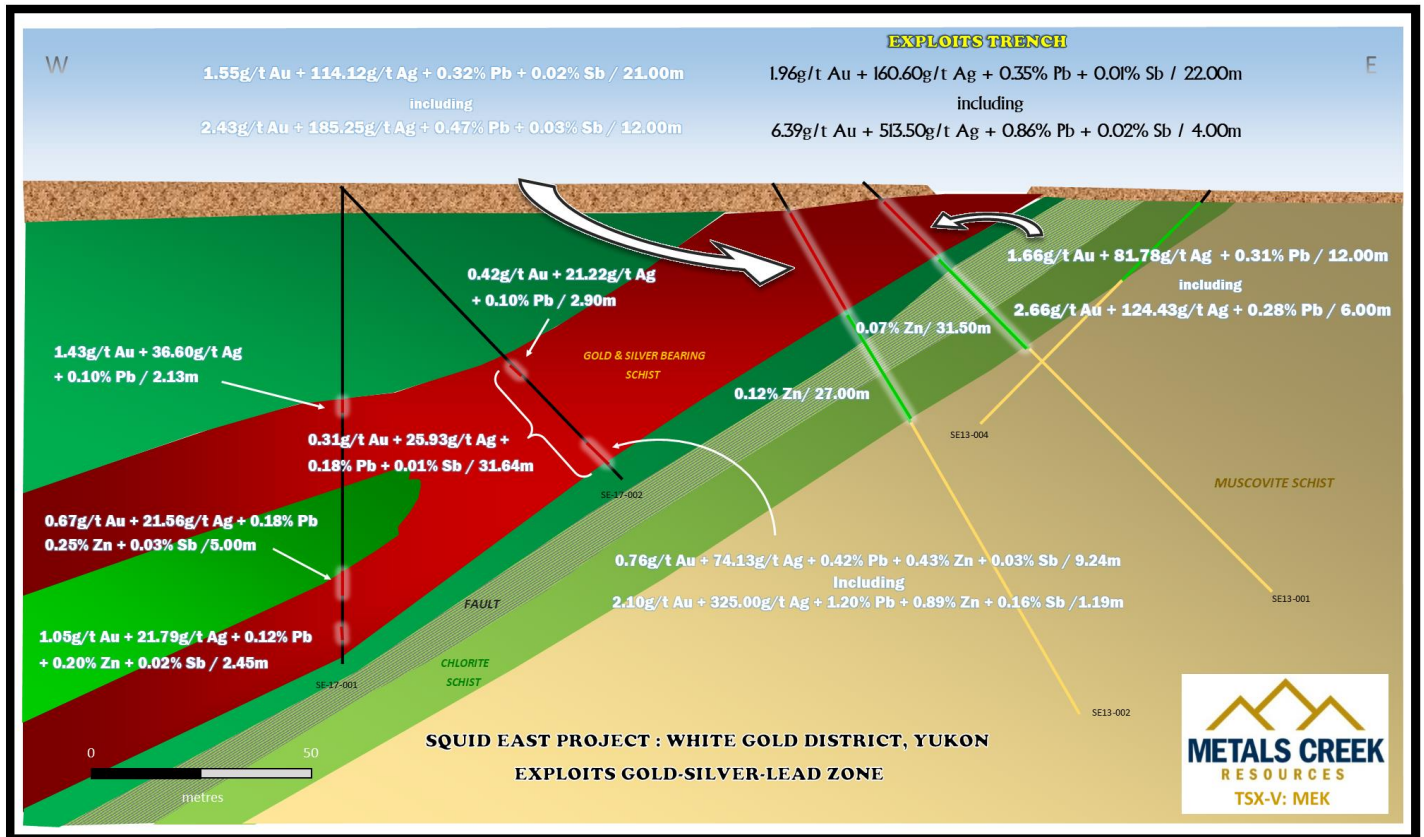 EXPLOITS TRENCH
W
E
1.55g/t Au + 114.12g/t Ag + 0.32% Pb + 0.02% Sb / 21.00m
including
2.43g/t Au + 185.25g/t Ag + 0.47% Pb + 0.03% Sb / 12.00m
1.96g/t Au + 160.60g/t Ag + 0.35% Pb + 0.01% Sb / 22.00m
including
6.39g/t Au + 513.50g/t Ag + 0.86% Pb + 0.02% Sb / 4.00m
1.66g/t Au + 81.78g/t Ag + 0.31% Pb / 12.00m
including
2.66g/t Au + 124.43g/t Ag + 0.28% Pb / 6.00m
0.42g/t Au + 21.22g/t Ag
+ 0.10% Pb / 2.90m
0.07% Zn/ 31.50m
GOLD & SILVER BEARING
SCHIST
1.43g/t Au + 36.60g/t Ag
+ 0.10% Pb / 2.13m
0.12% Zn/ 27.00m
0.31g/t Au + 25.93g/t Ag +
0.18% Pb + 0.01% Sb / 31.64m
SE13-004
MUSCOVITE SCHIST
SE-17-002
0.67g/t Au + 21.56g/t Ag + 0.18% Pb
0.25% Zn + 0.03% Sb /5.00m
0.76g/t Au + 74.13g/t Ag + 0.42% Pb + 0.43% Zn + 0.03% Sb / 9.24m
Including
2.10g/t Au + 325.00g/t Ag + 1.20% Pb + 0.89% Zn + 0.16% Sb /1.19m
SE13-001
FAULT
1.05g/t Au + 21.79g/t Ag + 0.12% Pb
+ 0.20% Zn + 0.02% Sb / 2.45m
CHLORITE
SCHIST
SE-17-001
SE13-002
SQUID EAST PROJECT : WHITE GOLD DISTRICT, YUKON
EXPLOITS GOLD-SILVER-LEAD ZONE
0 50
metres
METALS CREEK
RESOURCES
TSX-V: MEK